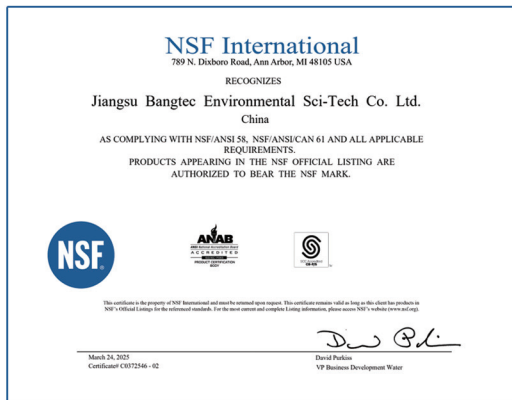 NSF International
789 N. Dixboro Road, Ann Arbor, MI 48105 USA
RECOGNIZES
Jiangsu Bangtec Environmental Sci-Tech Co. Ltd.
China
AS COMPLYING WITH NSF/ANSI 58, NSF/ANSI/CAN 61 AND ALL APPLICABLE
REQUIREMENTS.
PRODUCTS APPEARING IN THE NSF OFFICIAL LISTING ARE
AUTHORIZED TO BEAR THE NSF MARK.
NSF
ANAB
ANSI National Accreditation Board
ACCREDITED
PRODUCT CERTIFICATION
BODY
This certificate is the property of NSF International and must be returned upon request. This certificate remains valid as long as this client has products in
NSF's Official Listings for the referenced standards. For the most current and complete Listing information, please access NSF's website (www.nsf.org).
March 24, 2025
Certificate# C0372546 - 02
David Purkiss
VP Business Development Water